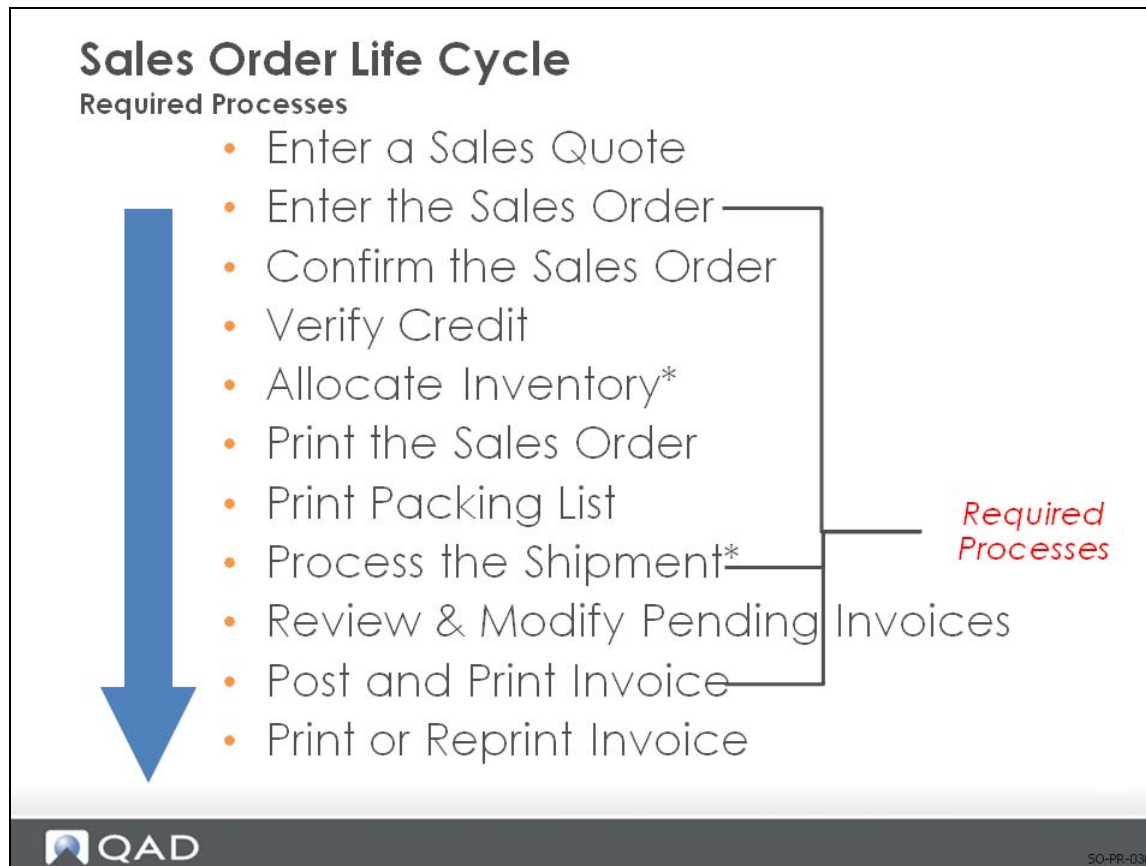 Sales Order Life Cycle
Required Processes
• Enter a Sales Quote
• Enter the Sales Order
• Confirm the Sales Order
• Verify Credit
• Allocate Inventory*
• Print the Sales Order
• Print Packing List
• Process the Shipment*
• Review & Modify Pending Invoices
• Post and Print Invoice
• Print or Reprint Invoice
Required
Processes
QAD